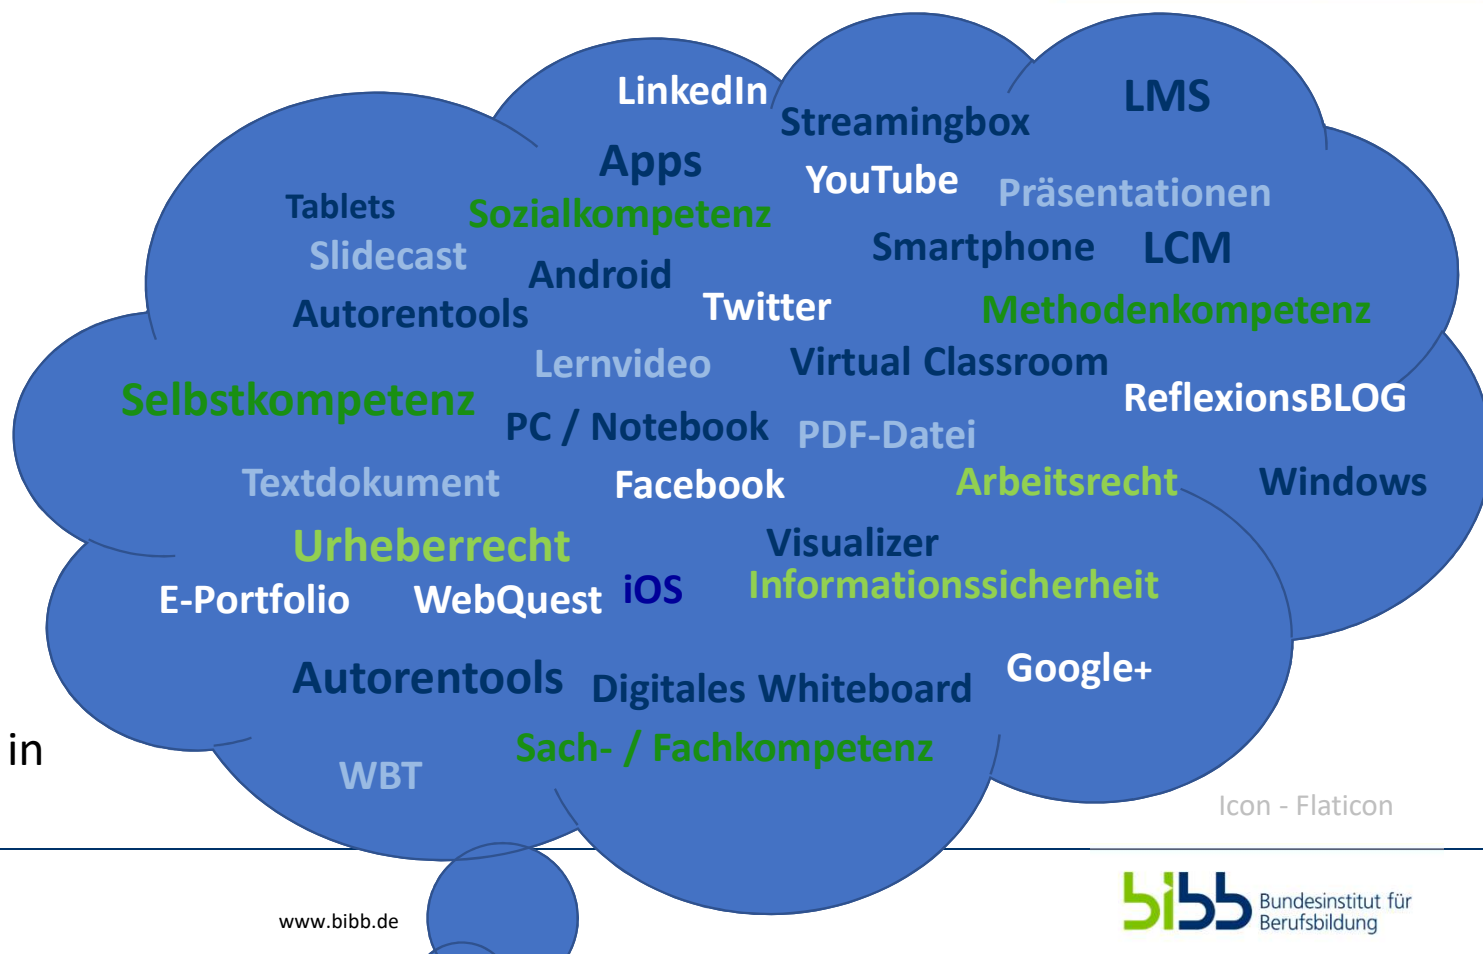 LinkedIn
LMS
Streamingbox
Apps
YouTube
Präsentationen
Tablets
Sozialkompetenz
Slidecast
Smartphone
LCM
Android
Autorentools
Twitter
Methodenkompetenz
Lernvideo
Virtual Classroom
Selbstkompetenz
ReflexionsBLOG
PC / Notebook
PDF-Datei
Textdokument
Facebook
Arbeitsrecht
Windows
Urheberrecht
Visualizer
E-Portfolio
WebQuest
iOS
Informationssicherheit
Autorentools
Digitales Whiteboard
Google+
in
Sach- / Fachkompetenz
WBT
Icon - Flaticon
www.bibb.de
bibb
Bundesinstitut für
Berufsbildung